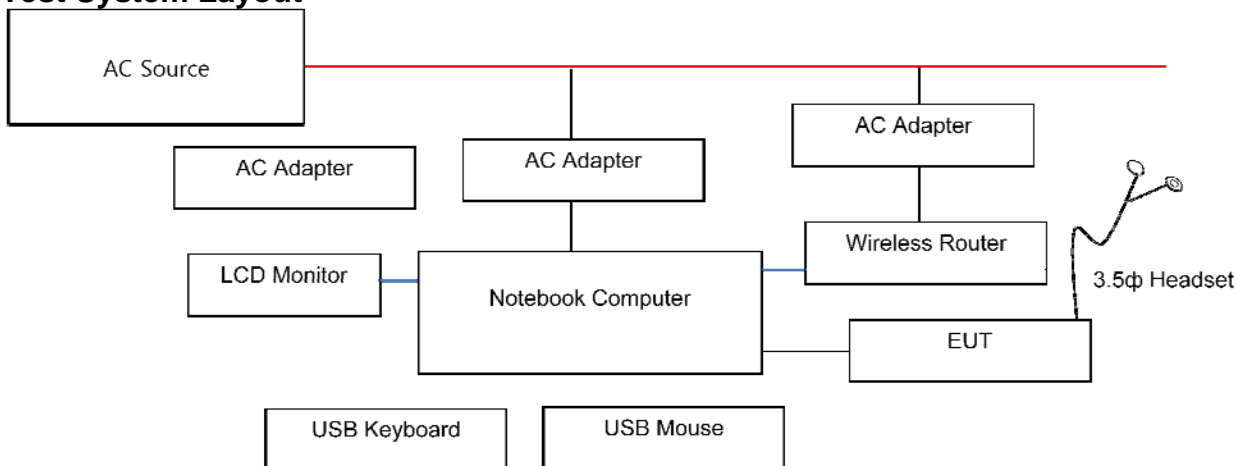 Test System Layout
AC Source
AC Adapter
AC Adapter
AC Adapter
Wireless Router
LCD Monitor
Notebook Computer
3.5ф Headset
EUT
USB Keyboard
USB Mouse